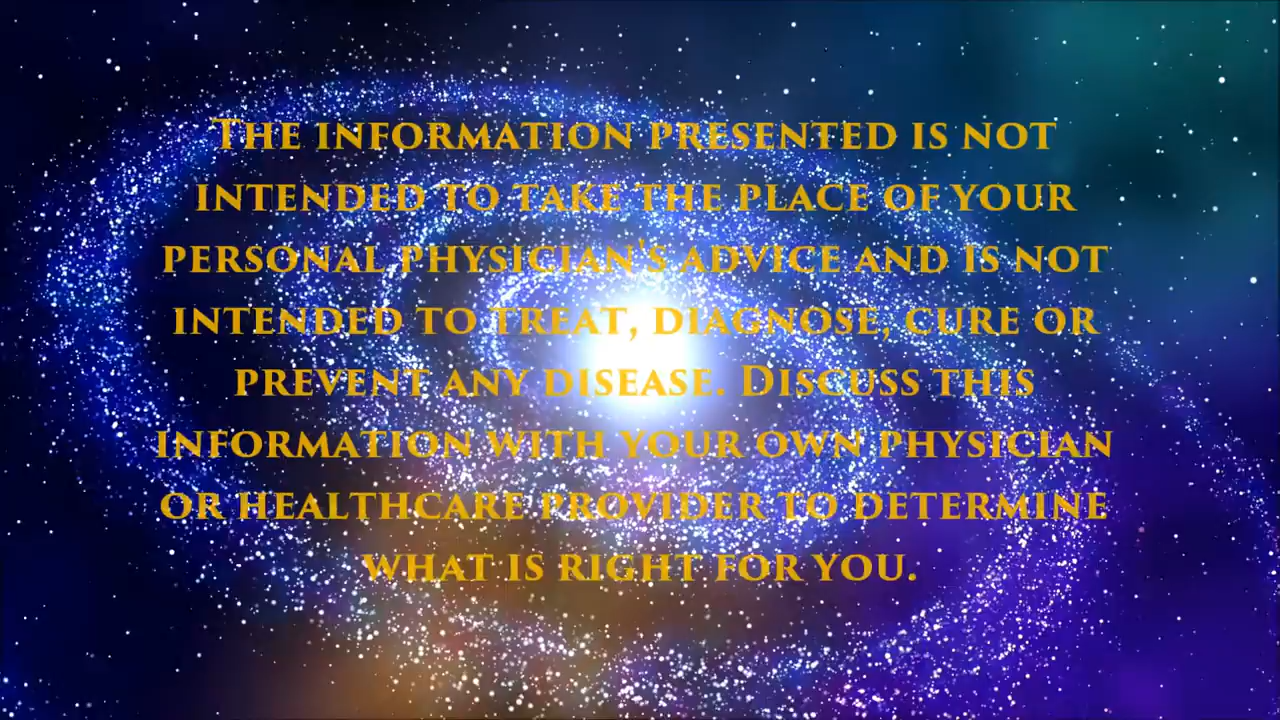 The information presented is not
intended to take the place of your
personal physician's advice and is not
intended to treat, diagnose, cure or
prevent any disease. Discuss this
information with your own physician
or healthcare provider to determine
what is right for you.